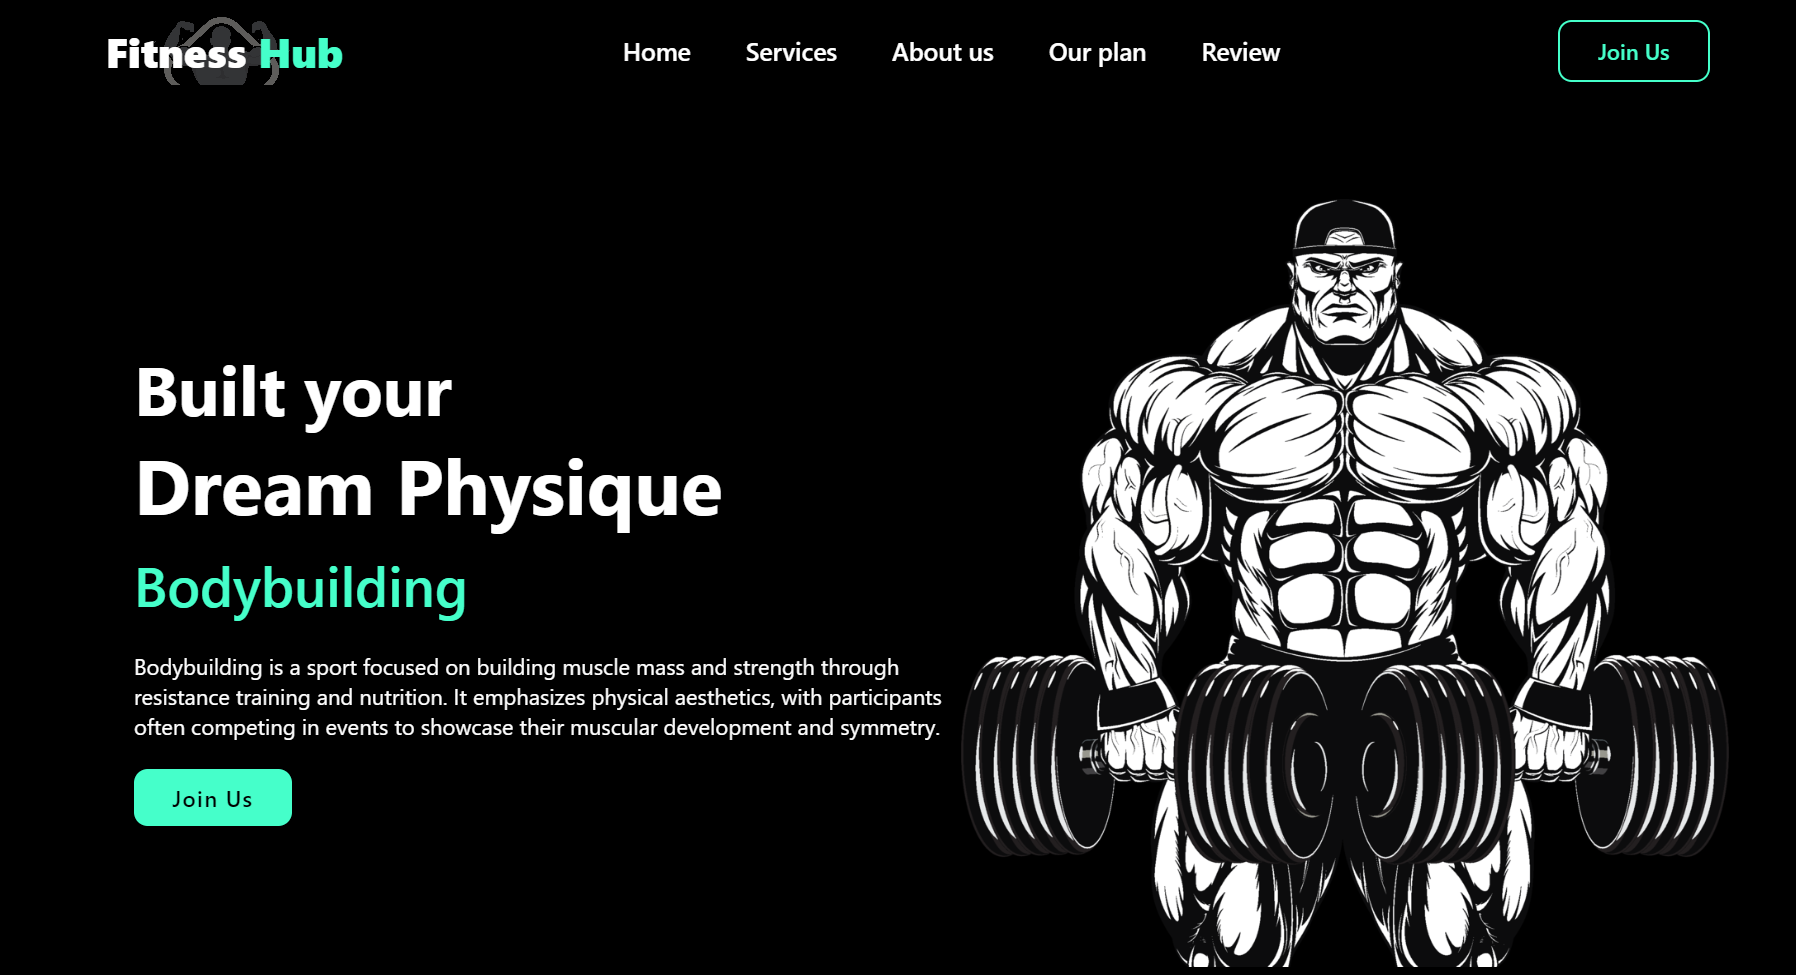 Fitness Hub
Home
Services
About us
Our plan
Review
Join Us
Built your
Dream Physique
Bodybuilding
Bodybuilding is a sport focused on building muscle mass and strength through
resistance training and nutrition. It emphasizes physical aesthetics, with participants
often competing in events to showcase their muscular development and symmetry.
Join Us